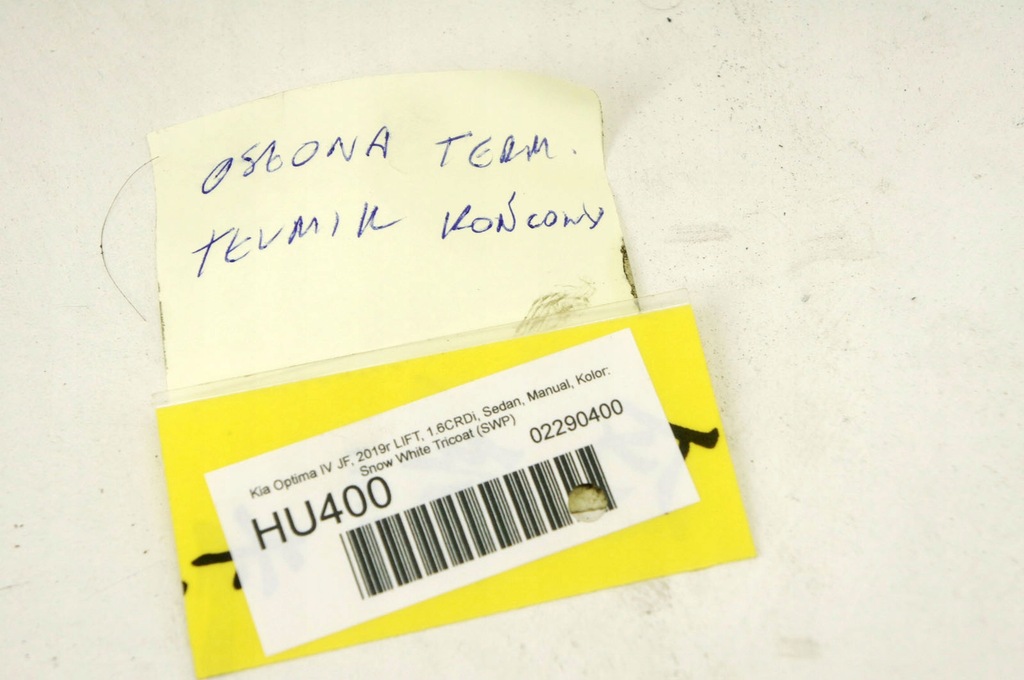 OSŁONA TERM.
TŁUMIK KOŃCOWY
Kia Optima IV JF, 2019r LIFT, 1.6CRDi, Sedan, Manual, Kolor:
Snow White Tricoat (SWP)
02290400
HU400